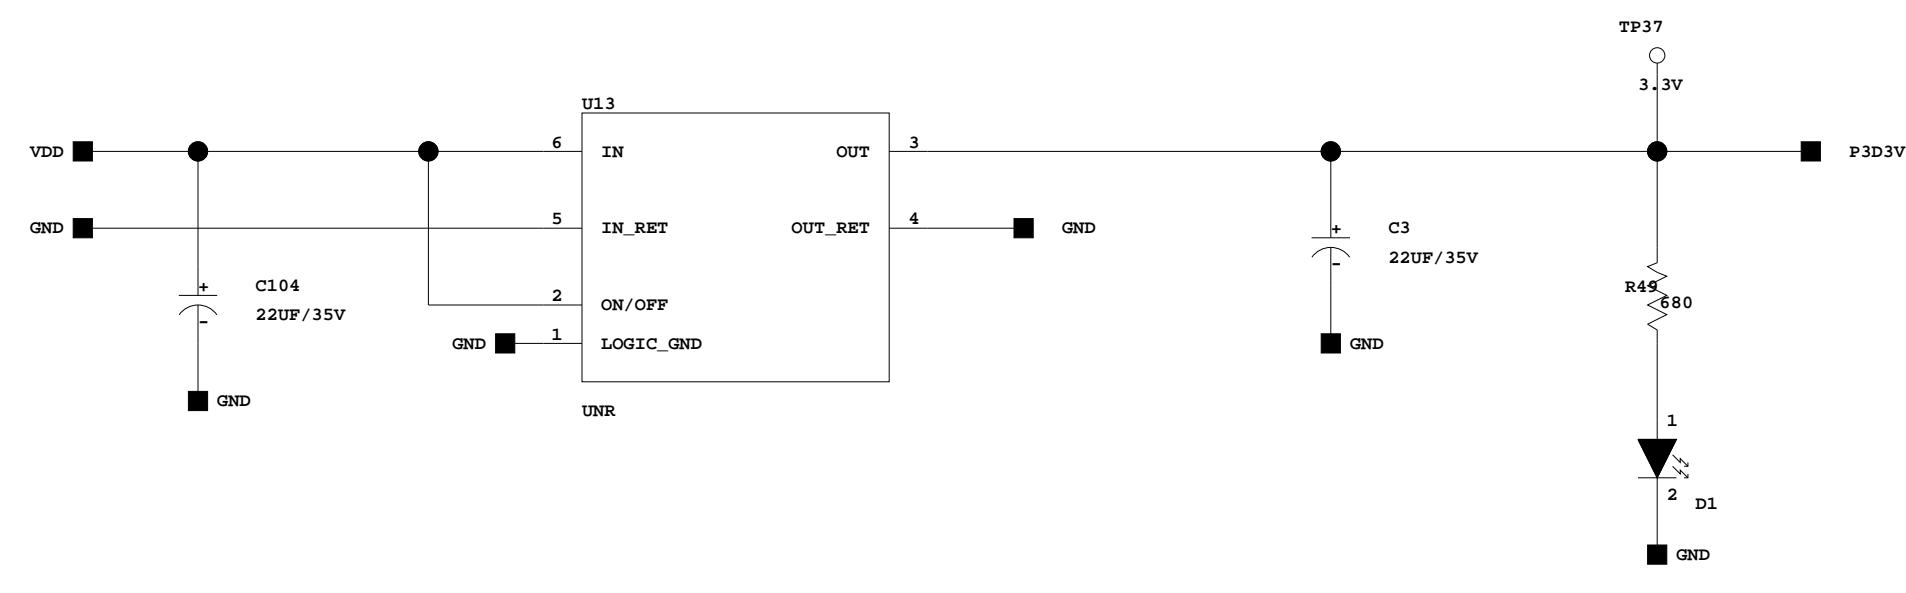 TP37
3.3V
U13
VDD
6
IN
OUT
3
P3D3V
GND
5
IN_RET
OUT_RET
4
GND
C3
22UF/35V
+
-
C104
22UF/35V
+
-
2
ON/OFF
R49
680
GND
1
LOGIC_GND
GND
GND
UNR
1
2
D1
GND